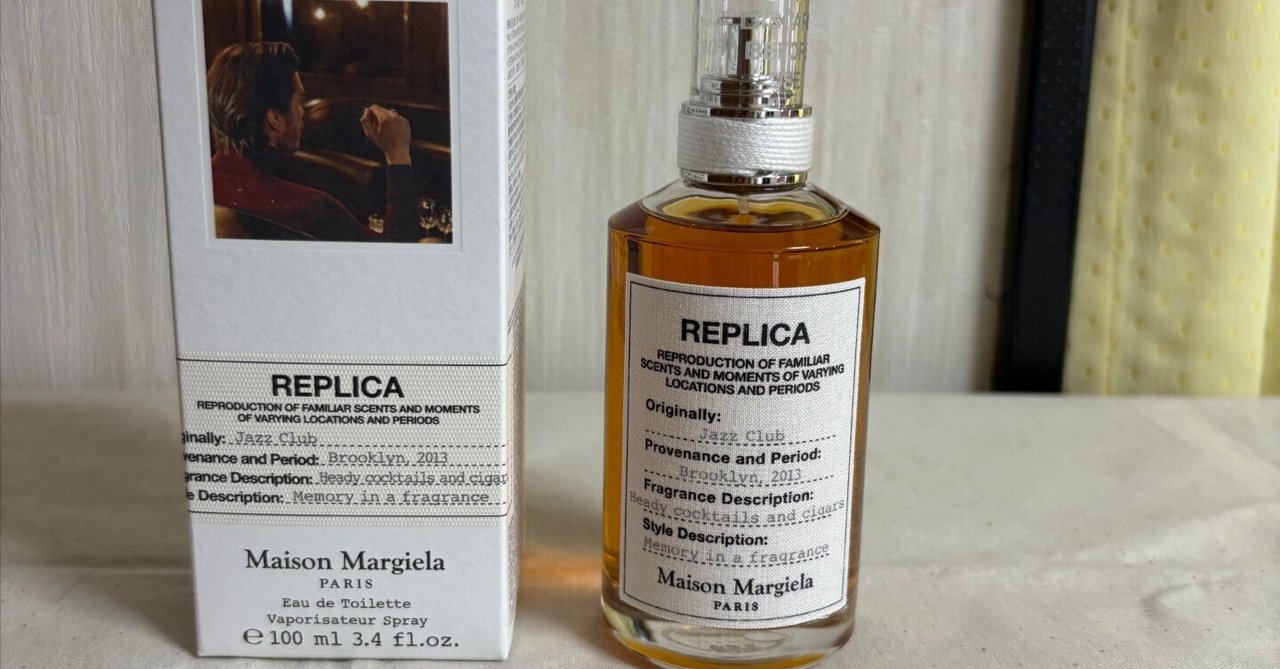 REPLICA
REPRODUCTION OF FAMILIAR SCENTS AND MOMENTS
OF VARYING LOCATIONS AND PERIODS
ginally: Jazz Club
venance and Period: Brooklyn, 2013
grance Description: Heady cocktails and cigar
e Description: Memory in a fragrance
Maison Margiela
PARIS
Eau de Toilette
Vaporisateur Spray
℮ 100 ml 3.4 fl.oz.
REPLICA
REPRODUCTION OF FAMILIAR
SCENTS AND MOMENTS OF VARYING
LOCATIONS AND PERIODS
Originally:
Jazz Club
Provenance and Period:
Brooklyn, 2013
Fragrance Description:
Heady cocktails and cigars
Style Description:
Memory in a fragrance
Maison Margiela
PARIS